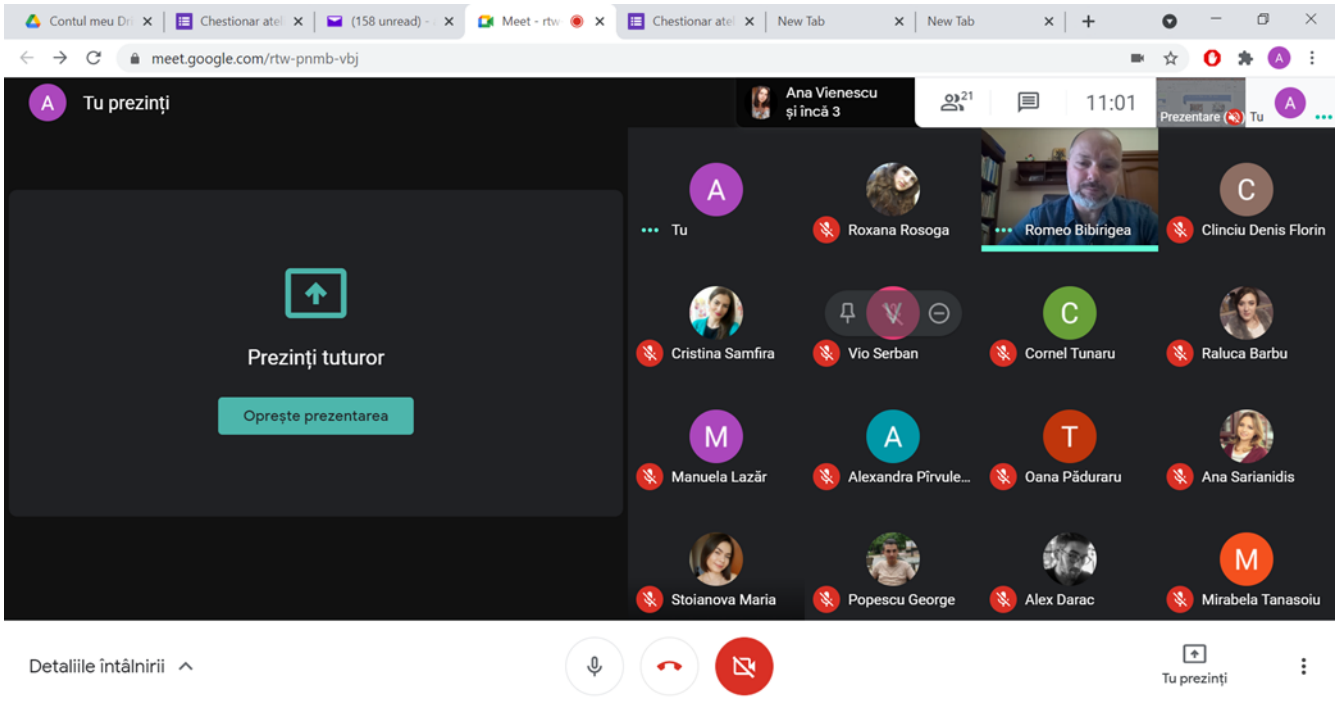 Contul meu Dri
Chestionar atel
(158 unread) -
Meet - rtw
Chestionar atel
New Tab
New Tab
meet.google.com/rtw-pnmb-vbj
A
A
Tu prezinți
Ana Vienescu
și încă 3
21
11:01
Prezentare
Tu
A
A
C
Tu
Roxana Rosoga
Romeo Bibirigea
Clinciu Denis Florin
V
C
Cristina Samfira
Vio Serban
Cornel Tunaru
Raluca Barbu
Prezinți tuturor
Oprește prezentarea
M
A
T
Manuela Lazăr
Alexandra Pîrvule...
Oana Păduraru
Ana Sarianidis
M
Stoianova Maria
Popescu George
Alex Darac
Mirabela Tanasoiu
Detaliile întâlnirii
Tu prezinți